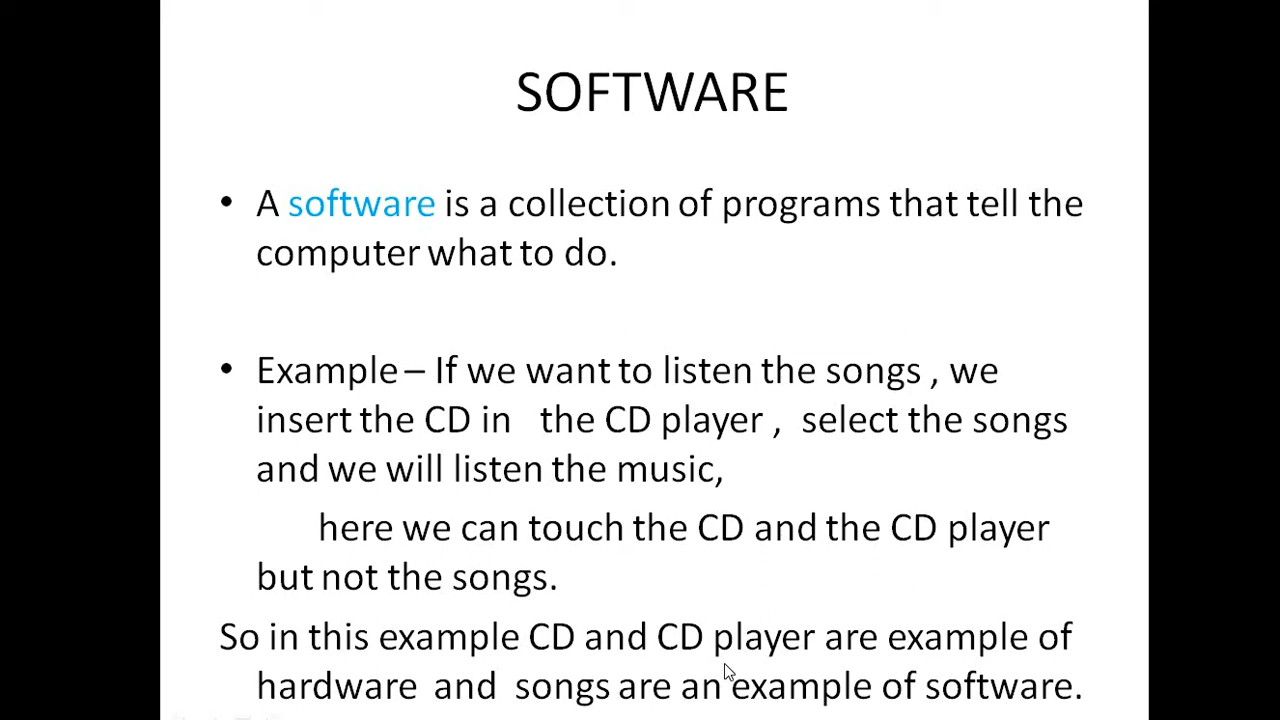 SOFTWARE
• A software is a collection of programs that tell the
computer what to do.
• Example – If we want to listen the songs , we
insert the CD in the CD player , select the songs
and we will listen the music,
here we can touch the CD and the CD player
but not the songs.
So in this example CD and CD player are example of
hardware and songs are an example of software.